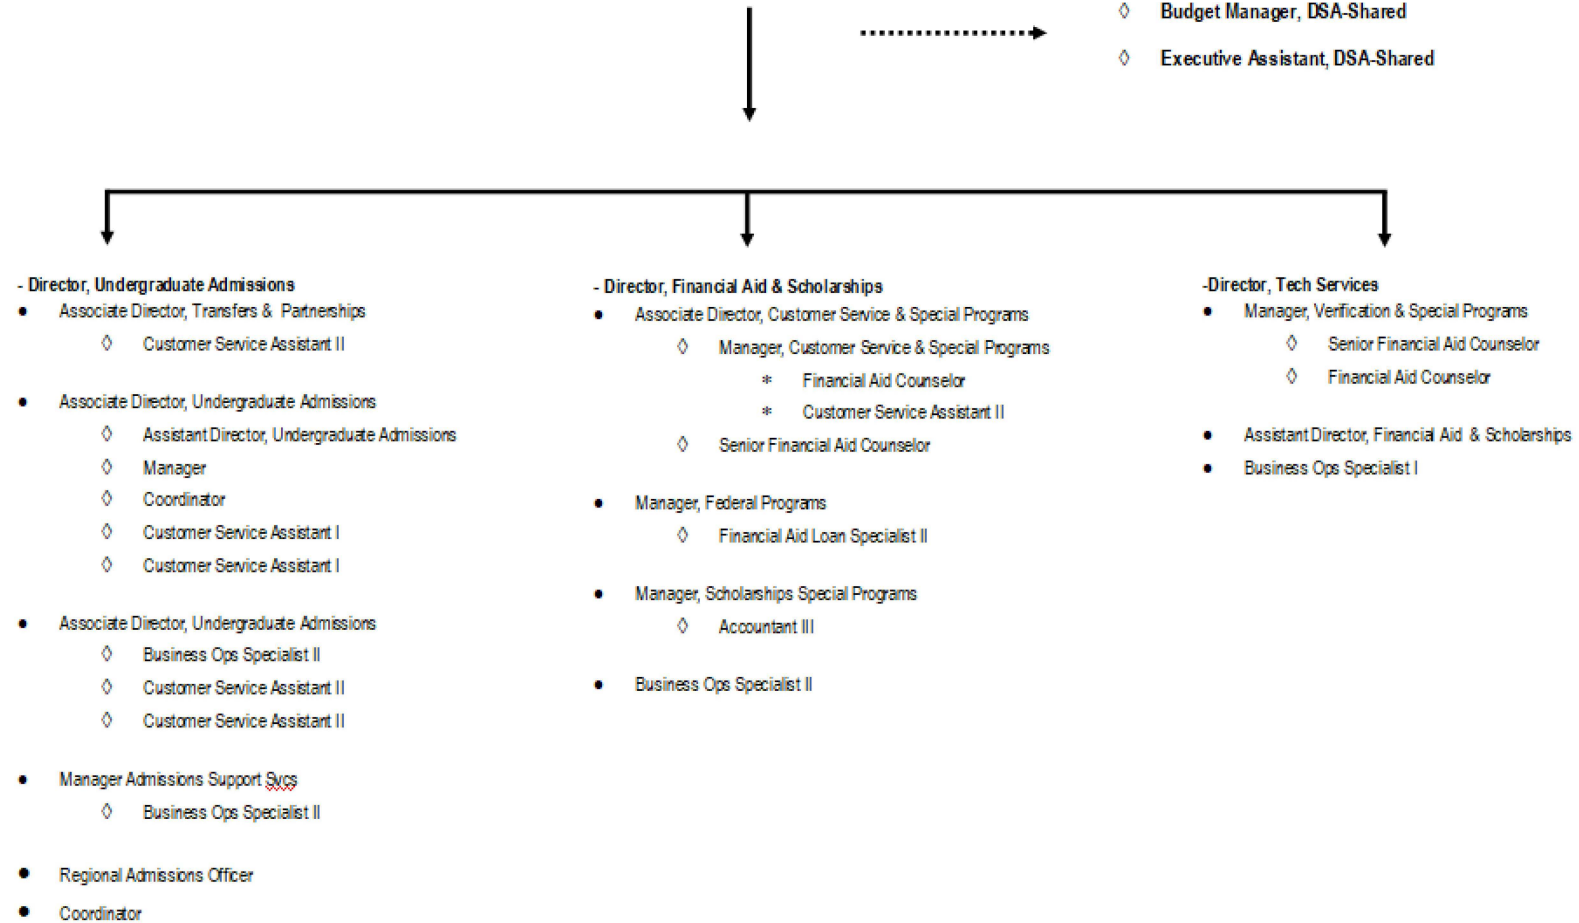 Budget Manager, DSA-Shared
Executive Assistant, DSA-Shared
- Director, Undergraduate Admissions
Associate Director, Transfers & Partnerships
Customer Service Assistant II
Associate Director, Undergraduate Admissions
Assistant Director, Undergraduate Admissions
Manager
Coordinator
Customer Service Assistant I
Customer Service Assistant I
Associate Director, Undergraduate Admissions
Business Ops Specialist II
Customer Service Assistant II
Customer Service Assistant II
Manager Admissions Support Svcs
Business Ops Specialist II
Regional Admissions Officer
Coordinator
- Director, Financial Aid & Scholarships
Associate Director, Customer Service & Special Programs
Manager, Customer Service & Special Programs
Financial Aid Counselor
Customer Service Assistant II
Senior Financial Aid Counselor
Manager, Federal Programs
Financial Aid Loan Specialist II
Manager, Scholarships Special Programs
Accountant III
Business Ops Specialist II
-Director, Tech Services
Manager, Verification & Special Programs
Senior Financial Aid Counselor
Financial Aid Counselor
Assistant Director, Financial Aid & Scholarships
Business Ops Specialist I